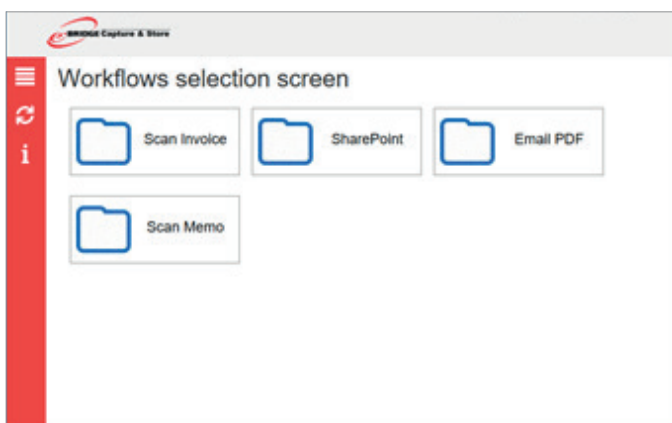 e-BRIDGE Capture & Store
Workflows selection screen
Scan Invoice
SharePoint
Email PDF
Scan Memo
i